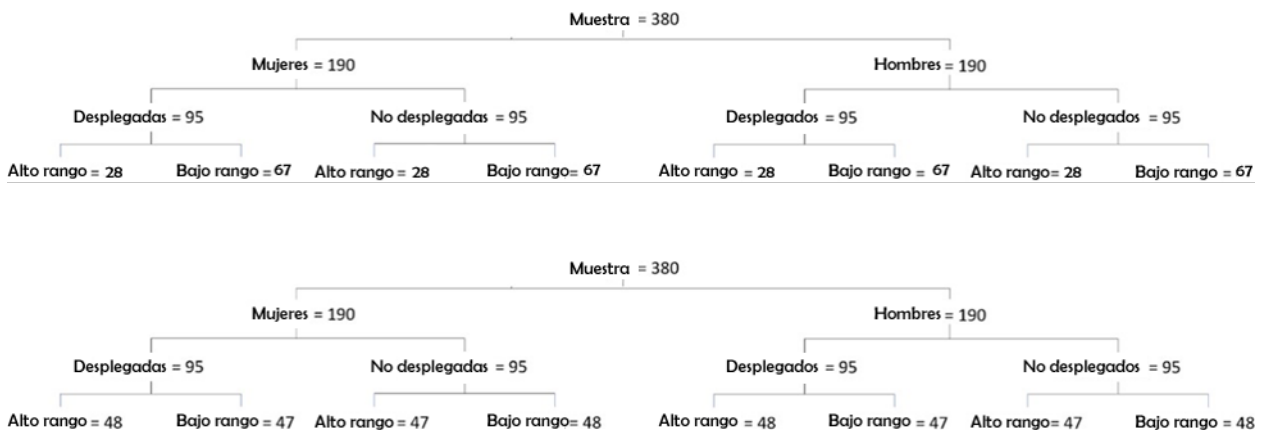 Muestra = 380
Mujeres = 190 Hombres = 190
Desplegadas = 95 No desplegadas = 95 Desplegados = 95 No desplegados = 95
Alto rango = 28 Bajo rango = 67 Alto rango = 28 Bajo rango= 67 Alto rango = 28 Bajo rango = 67 Alto rango= 28 Bajo rango = 67
Muestra = 380
Mujeres = 190 Hombres = 190
Desplegadas = 95 No desplegadas = 95 Desplegados = 95 No desplegados = 95
Alto rango = 48 Bajo rango = 47 Alto rango = 47 Bajo rango= 48 Alto rango = 48 Bajo rango = 47 Alto rango= 47 Bajo rango = 48